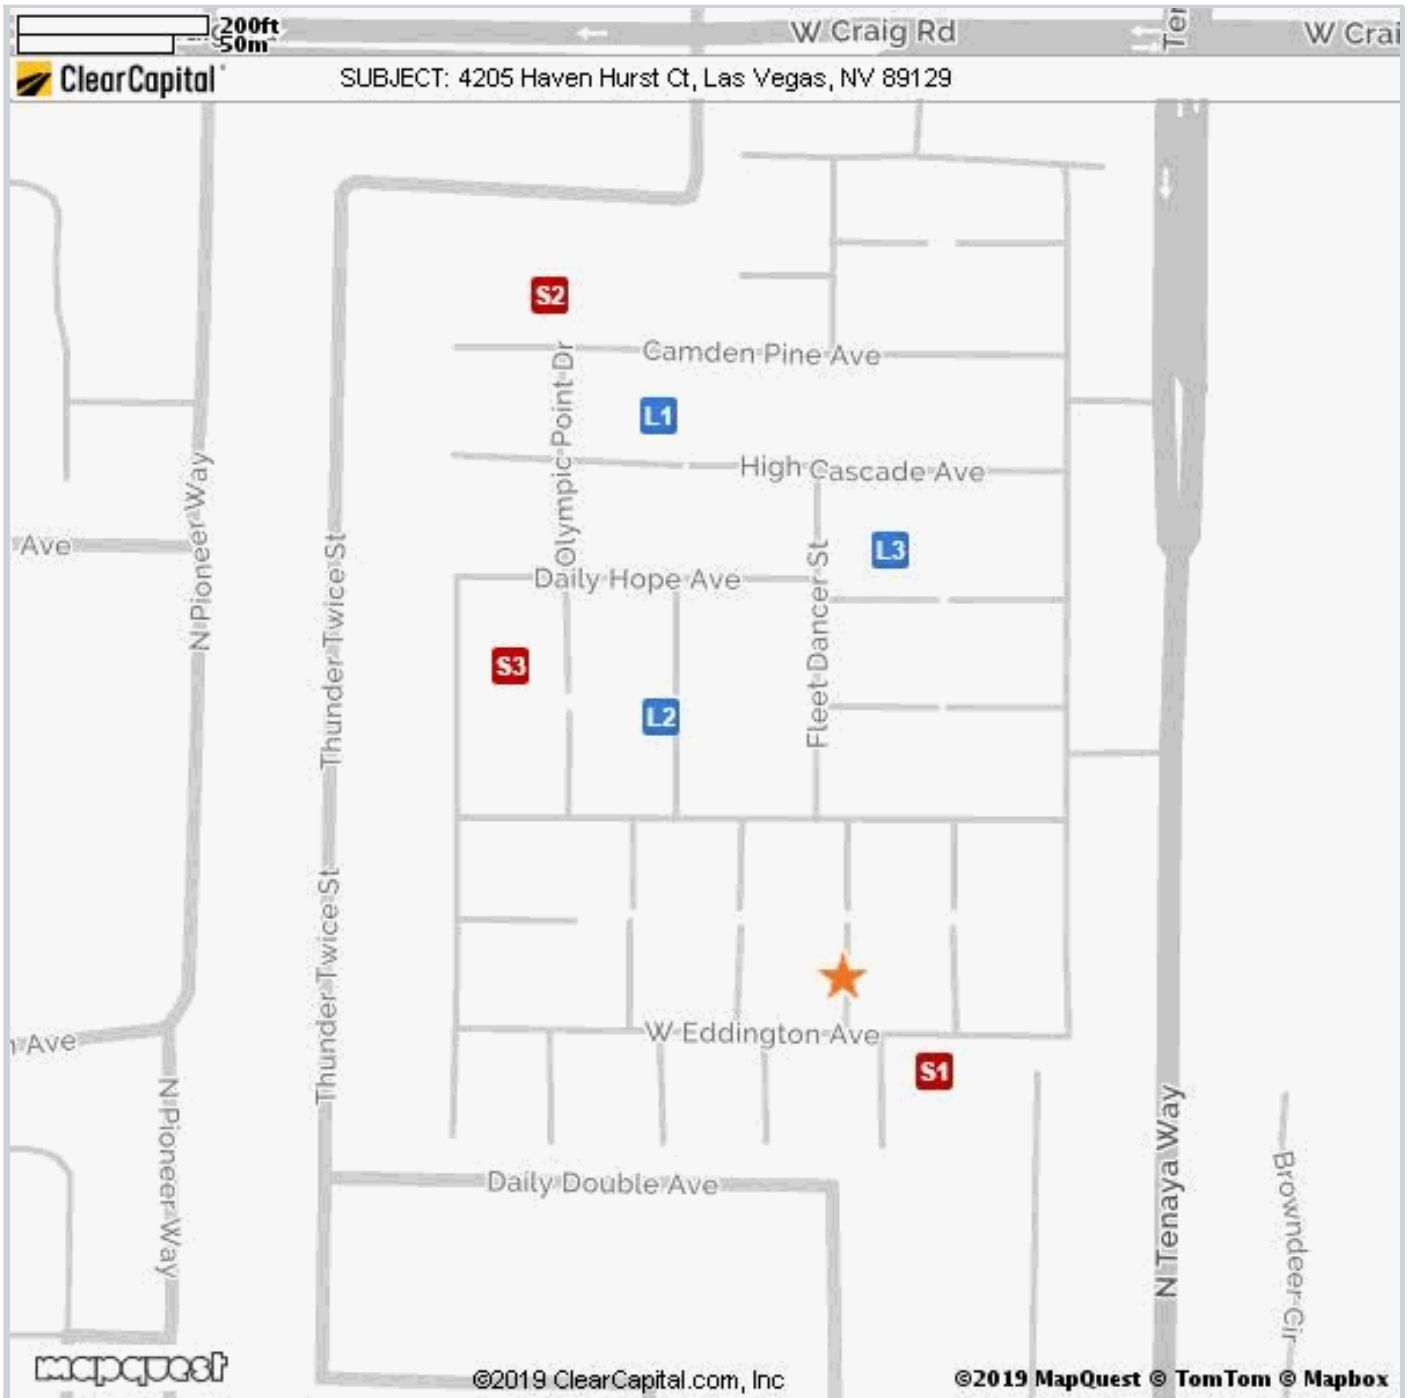 200ft
50m
W Craig Rd
Ter
W Crai
ClearCapital
SUBJECT: 4205 Haven Hurst Ct, Las Vegas, NV 89129
S2
Camden Pine Ave
Olympic Point Dr
L1
High Cascade Ave
N Pioneer Way
Ave
Thunder Twice St
L3
Daily Hope Ave
Fleet Dancer St
S3
L2
Thunder Twice St
W Eddington Ave
Ave
S1
N Pioneer Way
N Tenaya Way
Browndeer Cir
Daily Double Ave
mapquest
©2019 ClearCapital.com, Inc
©2019 MapQuest © TomTom © Mapbox